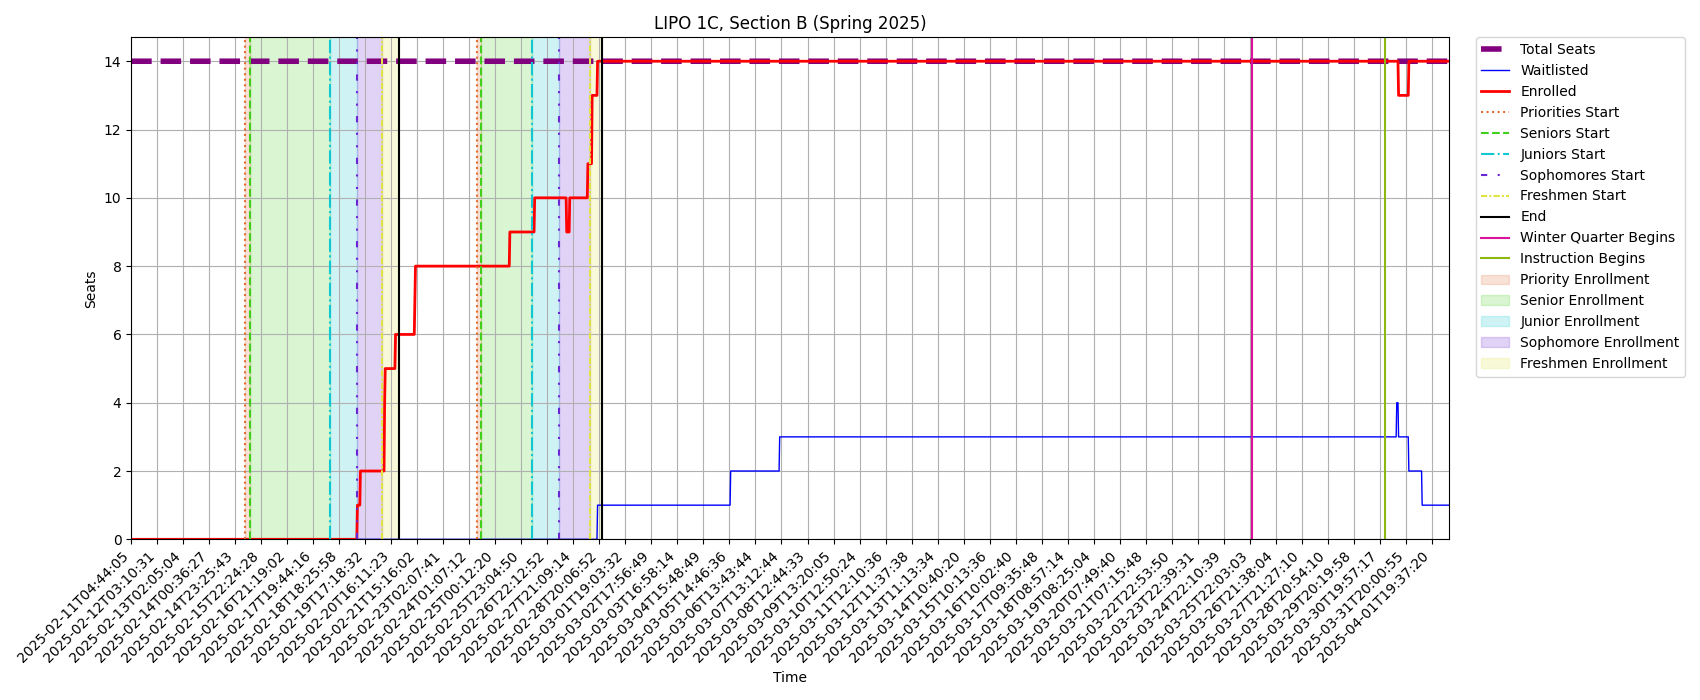 LIPO 1C, Section B (Spring 2025)
Seats
14
12
10
8
6
4
2
0
2025-02-11T04:44:05
2025-02-12T03:10:31
2025-02-13T02:05:04
2025-02-14T00:36:27
2025-02-14T23:25:43
2025-02-15T22:24:28
2025-02-16T21:19:02
2025-02-17T19:44:16
2025-02-18T18:25:58
2025-02-19T17:18:32
2025-02-20T16:11:23
2025-02-21T15:16:02
2025-02-23T02:07:41
2025-02-24T01:07:12
2025-02-25T00:12:20
2025-02-25T23:04:50
2025-02-26T22:12:52
2025-02-27T21:09:14
2025-02-28T20:06:52
2025-03-01T19:03:32
2025-03-02T17:56:49
2025-03-03T16:58:14
2025-03-04T15:48:49
2025-03-05T14:46:36
2025-03-06T13:43:44
2025-03-07T13:12:44
2025-03-08T12:44:33
2025-03-09T13:20:05
2025-03-10T12:50:24
2025-03-11T12:10:36
2025-03-12T11:37:38
2025-03-13T11:13:34
2025-03-14T10:40:20
2025-03-15T10:13:36
2025-03-16T10:02:40
2025-03-17T09:35:48
2025-03-18T08:57:14
2025-03-19T08:25:04
2025-03-20T07:49:40
2025-03-21T07:15:48
2025-03-22T22:53:50
2025-03-23T22:39:31
2025-03-24T22:10:39
2025-03-25T22:03:03
2025-03-26T21:38:04
2025-03-27T21:27:10
2025-03-28T20:54:10
2025-03-29T20:19:58
2025-03-30T19:57:17
2025-03-31T20:00:55
2025-04-01T19:37:20
Time
Total Seats
Waitlisted
Enrolled
Priorities Start
Seniors Start
Juniors Start
Sophomores Start
Freshmen Start
End
Winter Quarter Begins
Instruction Begins
Priority Enrollment
Senior Enrollment
Junior Enrollment
Sophomore Enrollment
Freshmen Enrollment